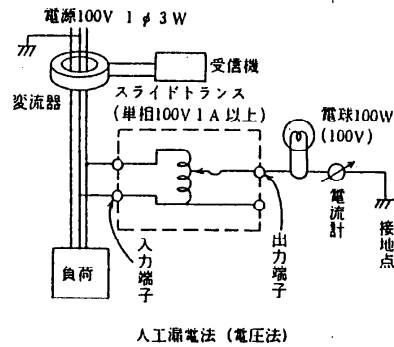 電源100V 1φ3W
受信機
変流器
スライドトランス
(単相100V 1A以上)
電球100W
(100V)
電流計
接地点
入力端子
出力端子
負荷
人工漏電法(電圧法)